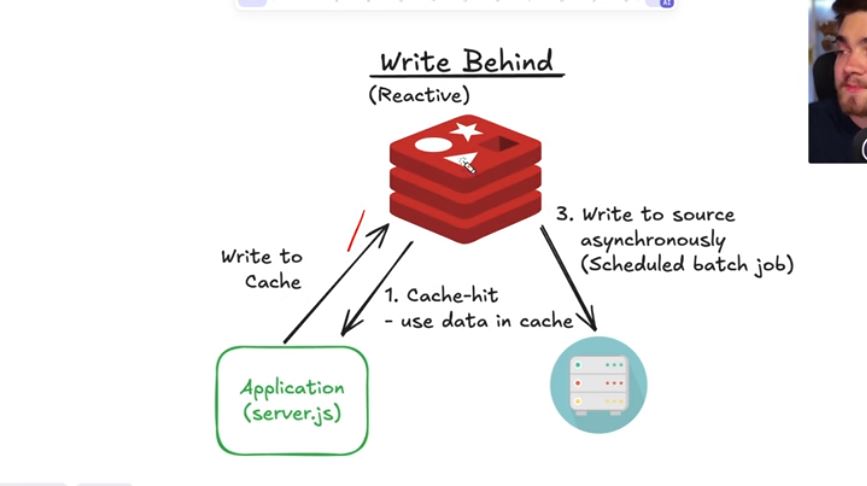 Write Behind
(Reactive)
Write to
Cache
1. Cache-hit
- use data in cache
3. Write to source
asynchronously
(Scheduled batch job)
Application
(server.js)
AI